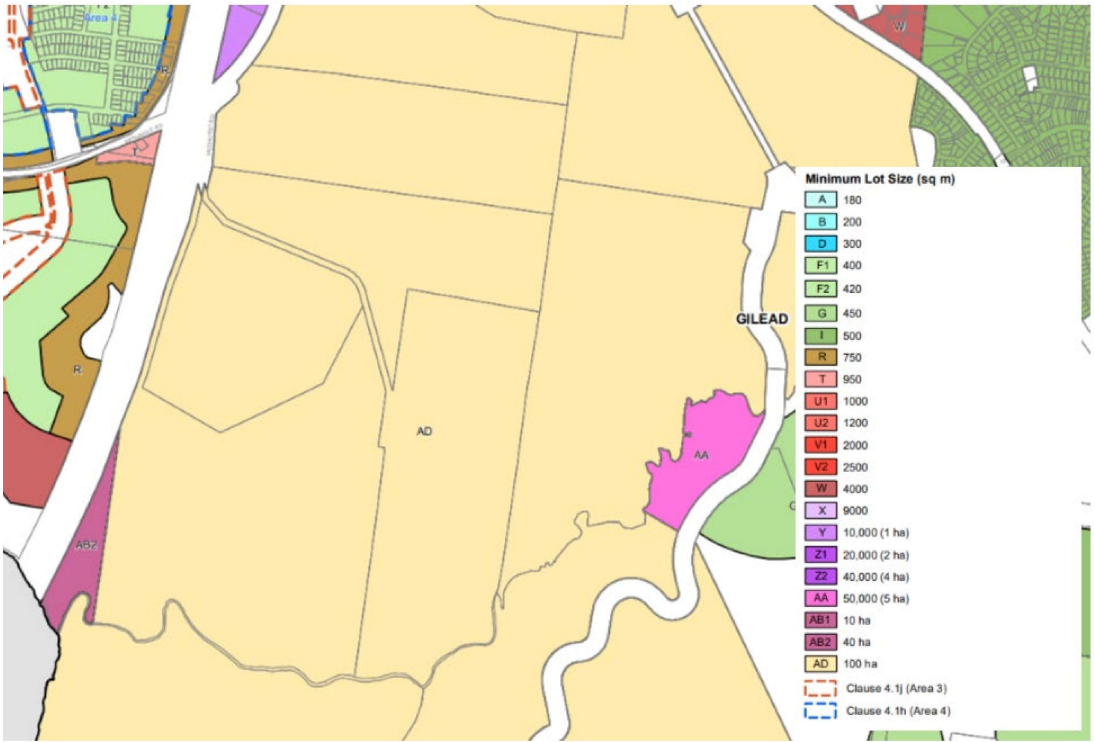 F2
Area 4
W
R
T
R
AD
AA
AB2
G
GILEAD
Minimum Lot Size (sq m)
A 180
B 200
D 300
F1 400
F2 420
G 450
I 500
R 750
T 950
U1 1000
U2 1200
V1 2000
V2 2500
W 4000
X 9000
Y 10,000 (1 ha)
Z1 20,000 (2 ha)
Z2 40,000 (4 ha)
AA 50,000 (5 ha)
AB1 10 ha
AB2 40 ha
AD 100 ha
Clause 4.1j (Area 3)
Clause 4.1h (Area 4)